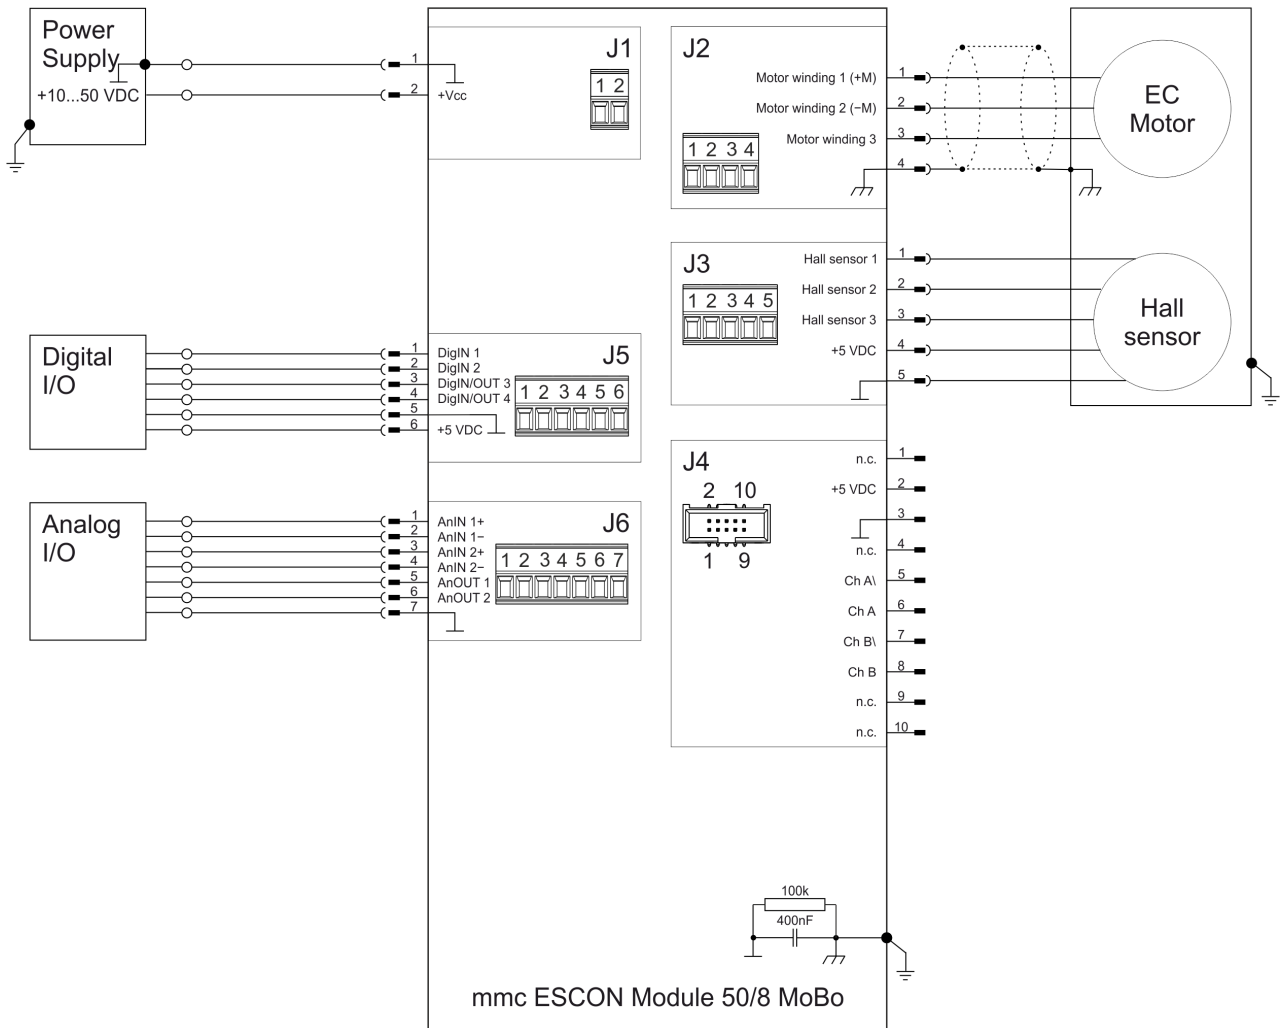 Power
Supply
+10...50 VDC
1
2
+Vcc
J1
1 2
J2
Motor winding 1 (+M)
1
Motor winding 2 (−M)
2
Motor winding 3
3
4
1 2 3 4
EC
Motor
J3
1 2 3 4 5
Hall sensor 1
1
Hall sensor 2
2
Hall sensor 3
3
+5 VDC
4
5
Hall
sensor
Digital
I/O
1
DigIN 1
2
DigIN 2
3
DigIN/OUT 3
4
DigIN/OUT 4
5
6
+5 VDC
J5
1 2 3 4 5 6
J4
2 10
1 9
n.c.
1
+5 VDC
2
3
n.c.
4
Ch A\
5
Ch A
6
Ch B\
7
Ch B
8
n.c.
9
n.c.
10
Analog
I/O
1
AnIN 1+
2
AnIN 1−
3
AnIN 2+
4
AnIN 2−
5
AnOUT 1
6
AnOUT 2
7
J6
1 2 3 4 5 6 7
100k
400nF
mmc ESCON Module 50/8 MoBo